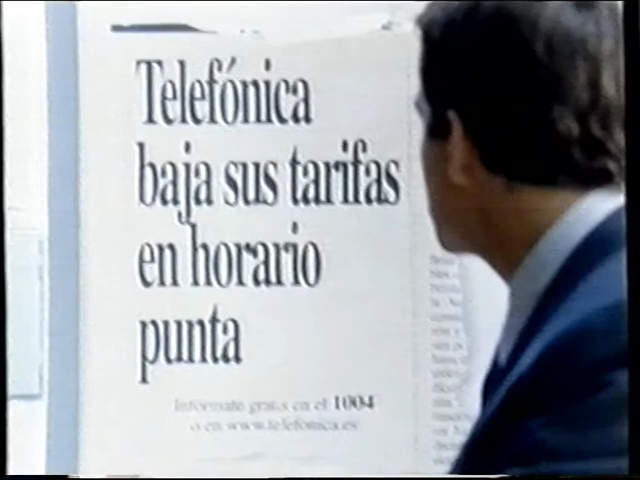 Telefónica
baja sus tarifas
en horario
punta
Infórmate gratis en el 1004
o en www.telefonica.es